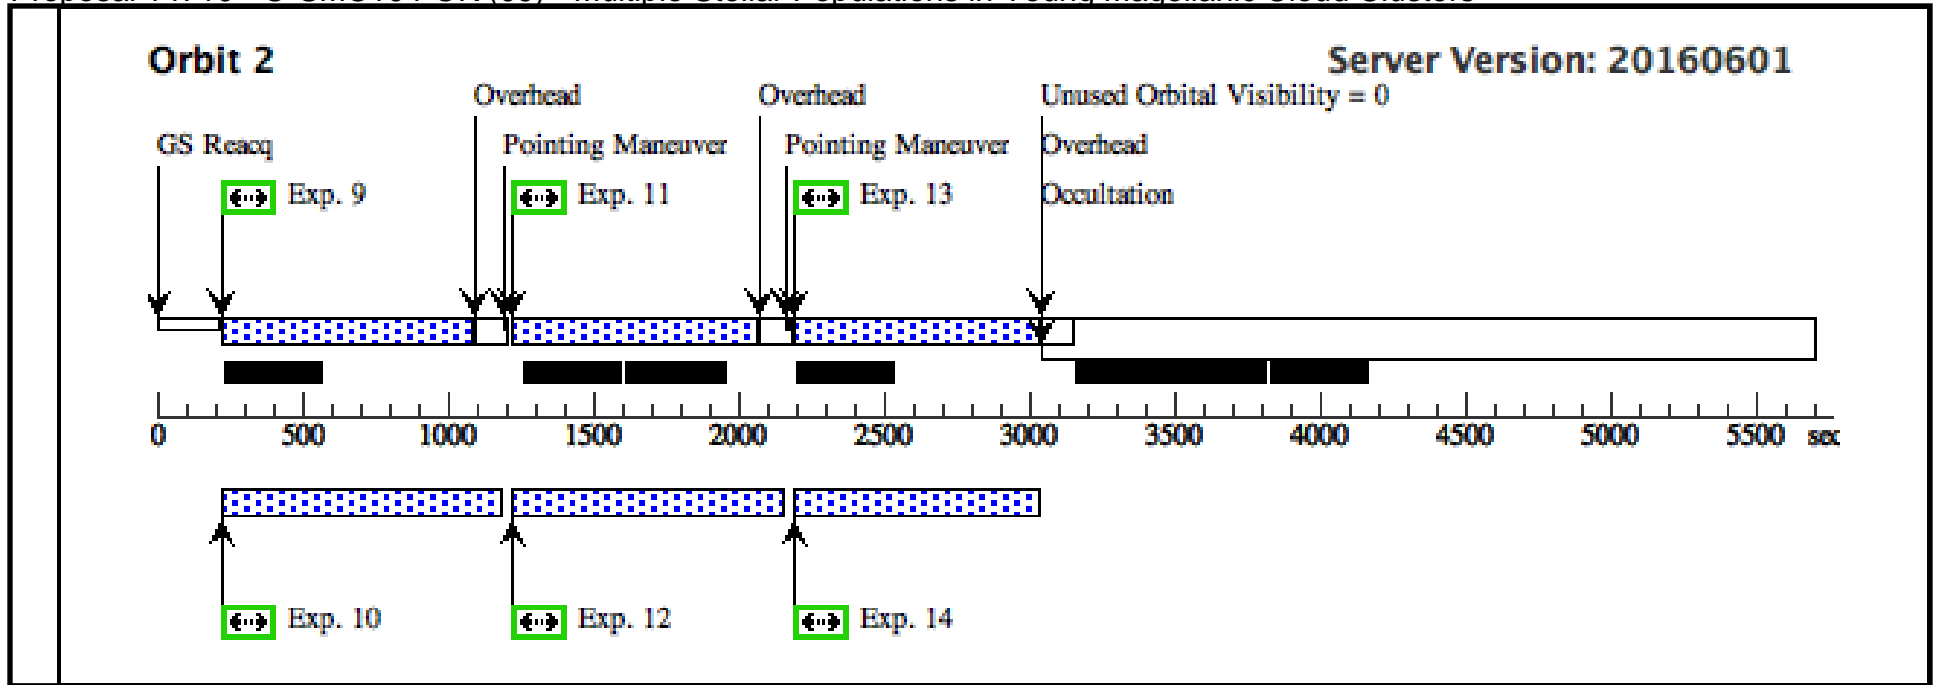 Orbit 2
Server Version: 20160601
Overhead
Overhead
Unused Orbital Visibility = 0
GS Reacq
Pointing Maneuver
Pointing Maneuver
Overhead
Exp. 9
Exp. 11
Exp. 13
Occultation
0 500 1000 1500 2000 2500 3000 3500 4000 4500 5000 5500 sec
Exp. 10
Exp. 12
Exp. 14